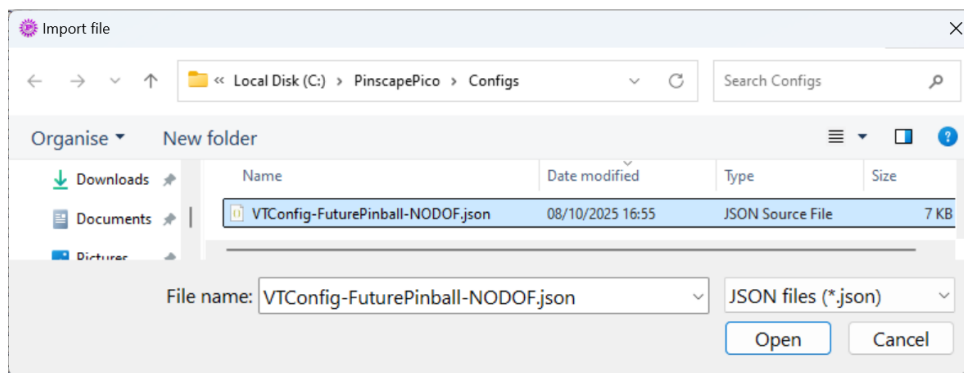 Import file
« Local Disk (C:) > PinscapePico > Configs
Search Configs
Organise
New folder
Downloads
Documents
Pictures
Name
Date modified
Type
Size
VTConfig-FuturePinball-NODOF.json
08/10/2025 16:55
JSON Source File
7 KB
File name: VTConfig-FuturePinball-NODOF.json
JSON files (*.json)
Open
Cancel